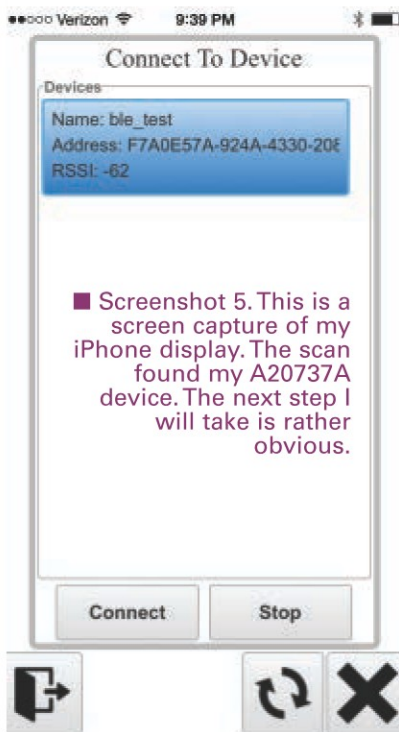 Verizon 9:39 PM
Connect To Device
Devices
Name: ble_test
Address: F7A0E57A-924A-4330-208
RSSI: -62
■ Screenshot 5. This is a
screen capture of my
iPhone display. The scan
found my A20737A
device. The next step I
will take is rather
obvious.
Connect Stop